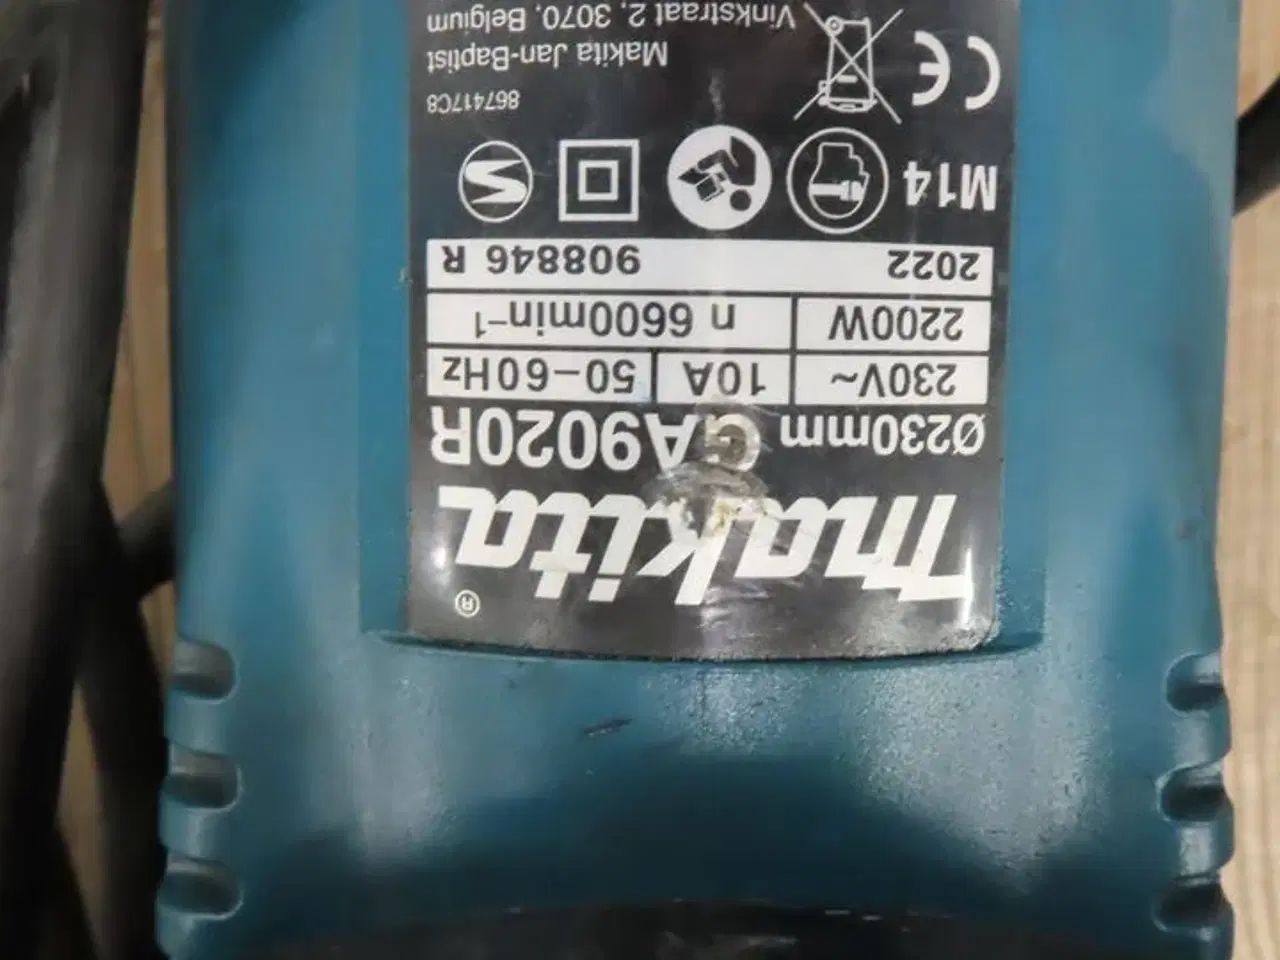 makita®
Ø230mm GA9020R
230V~ 10A 50-60Hz
2200W n 6600min⁻¹
2022 908846 R
M14
867417C8
CE Makita Jan-Baptist
Vinkstraat 2, 3070, Belgium